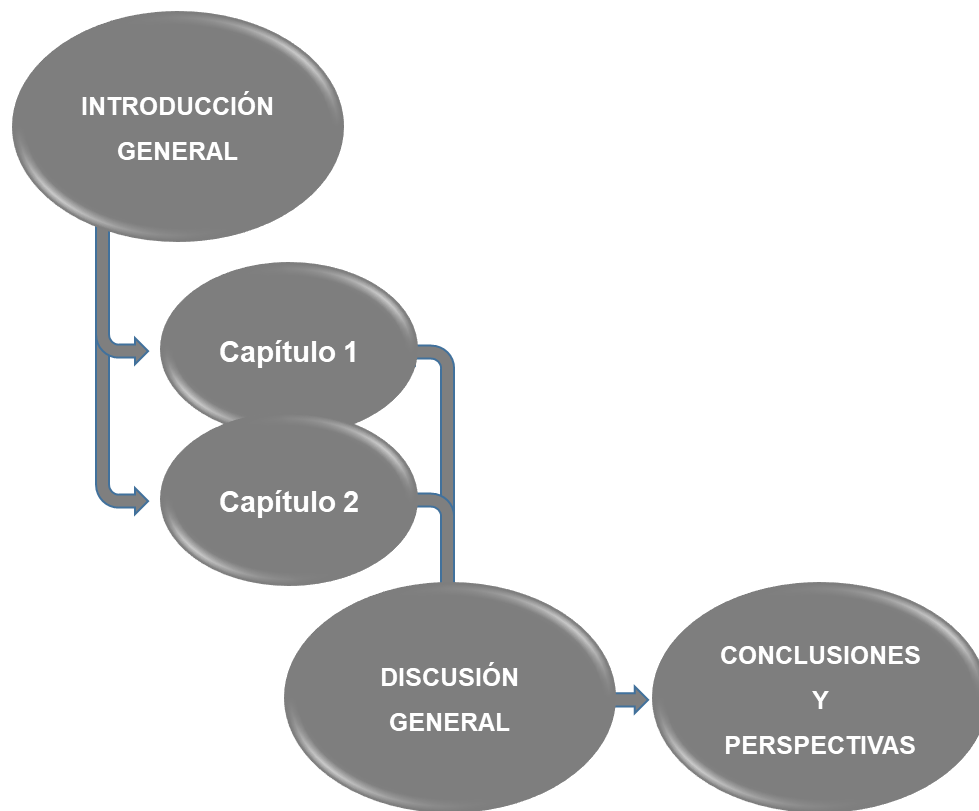 INTRODUCCIÓN
GENERAL
Capítulo 1
Capítulo 2
DISCUSIÓN
GENERAL
CONCLUSIONES
Y
PERSPECTIVAS